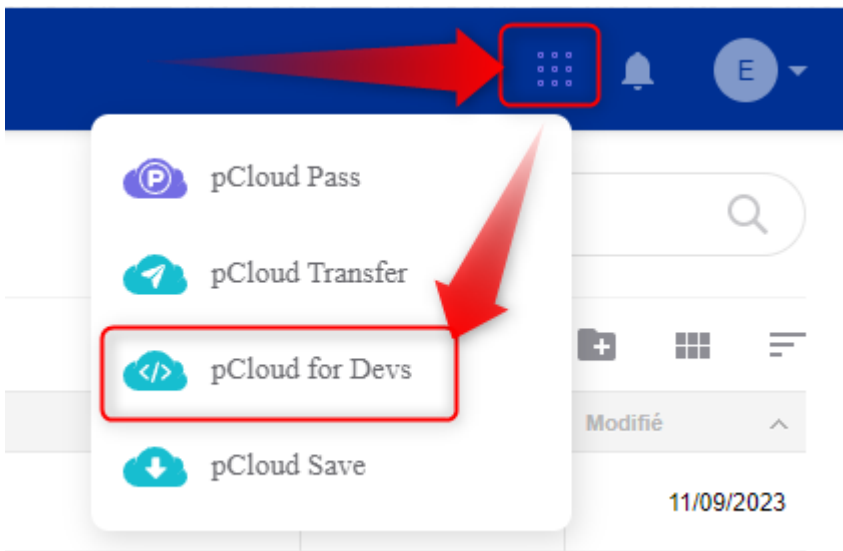 E
pCloud Pass
pCloud Transfer
pCloud for Devs
pCloud Save
Modifié
11/09/2023